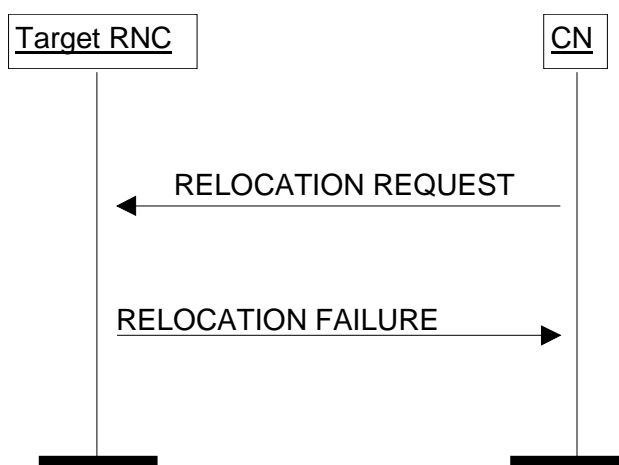 Target RNC
CN
RELOCATION REQUEST
RELOCATION FAILURE